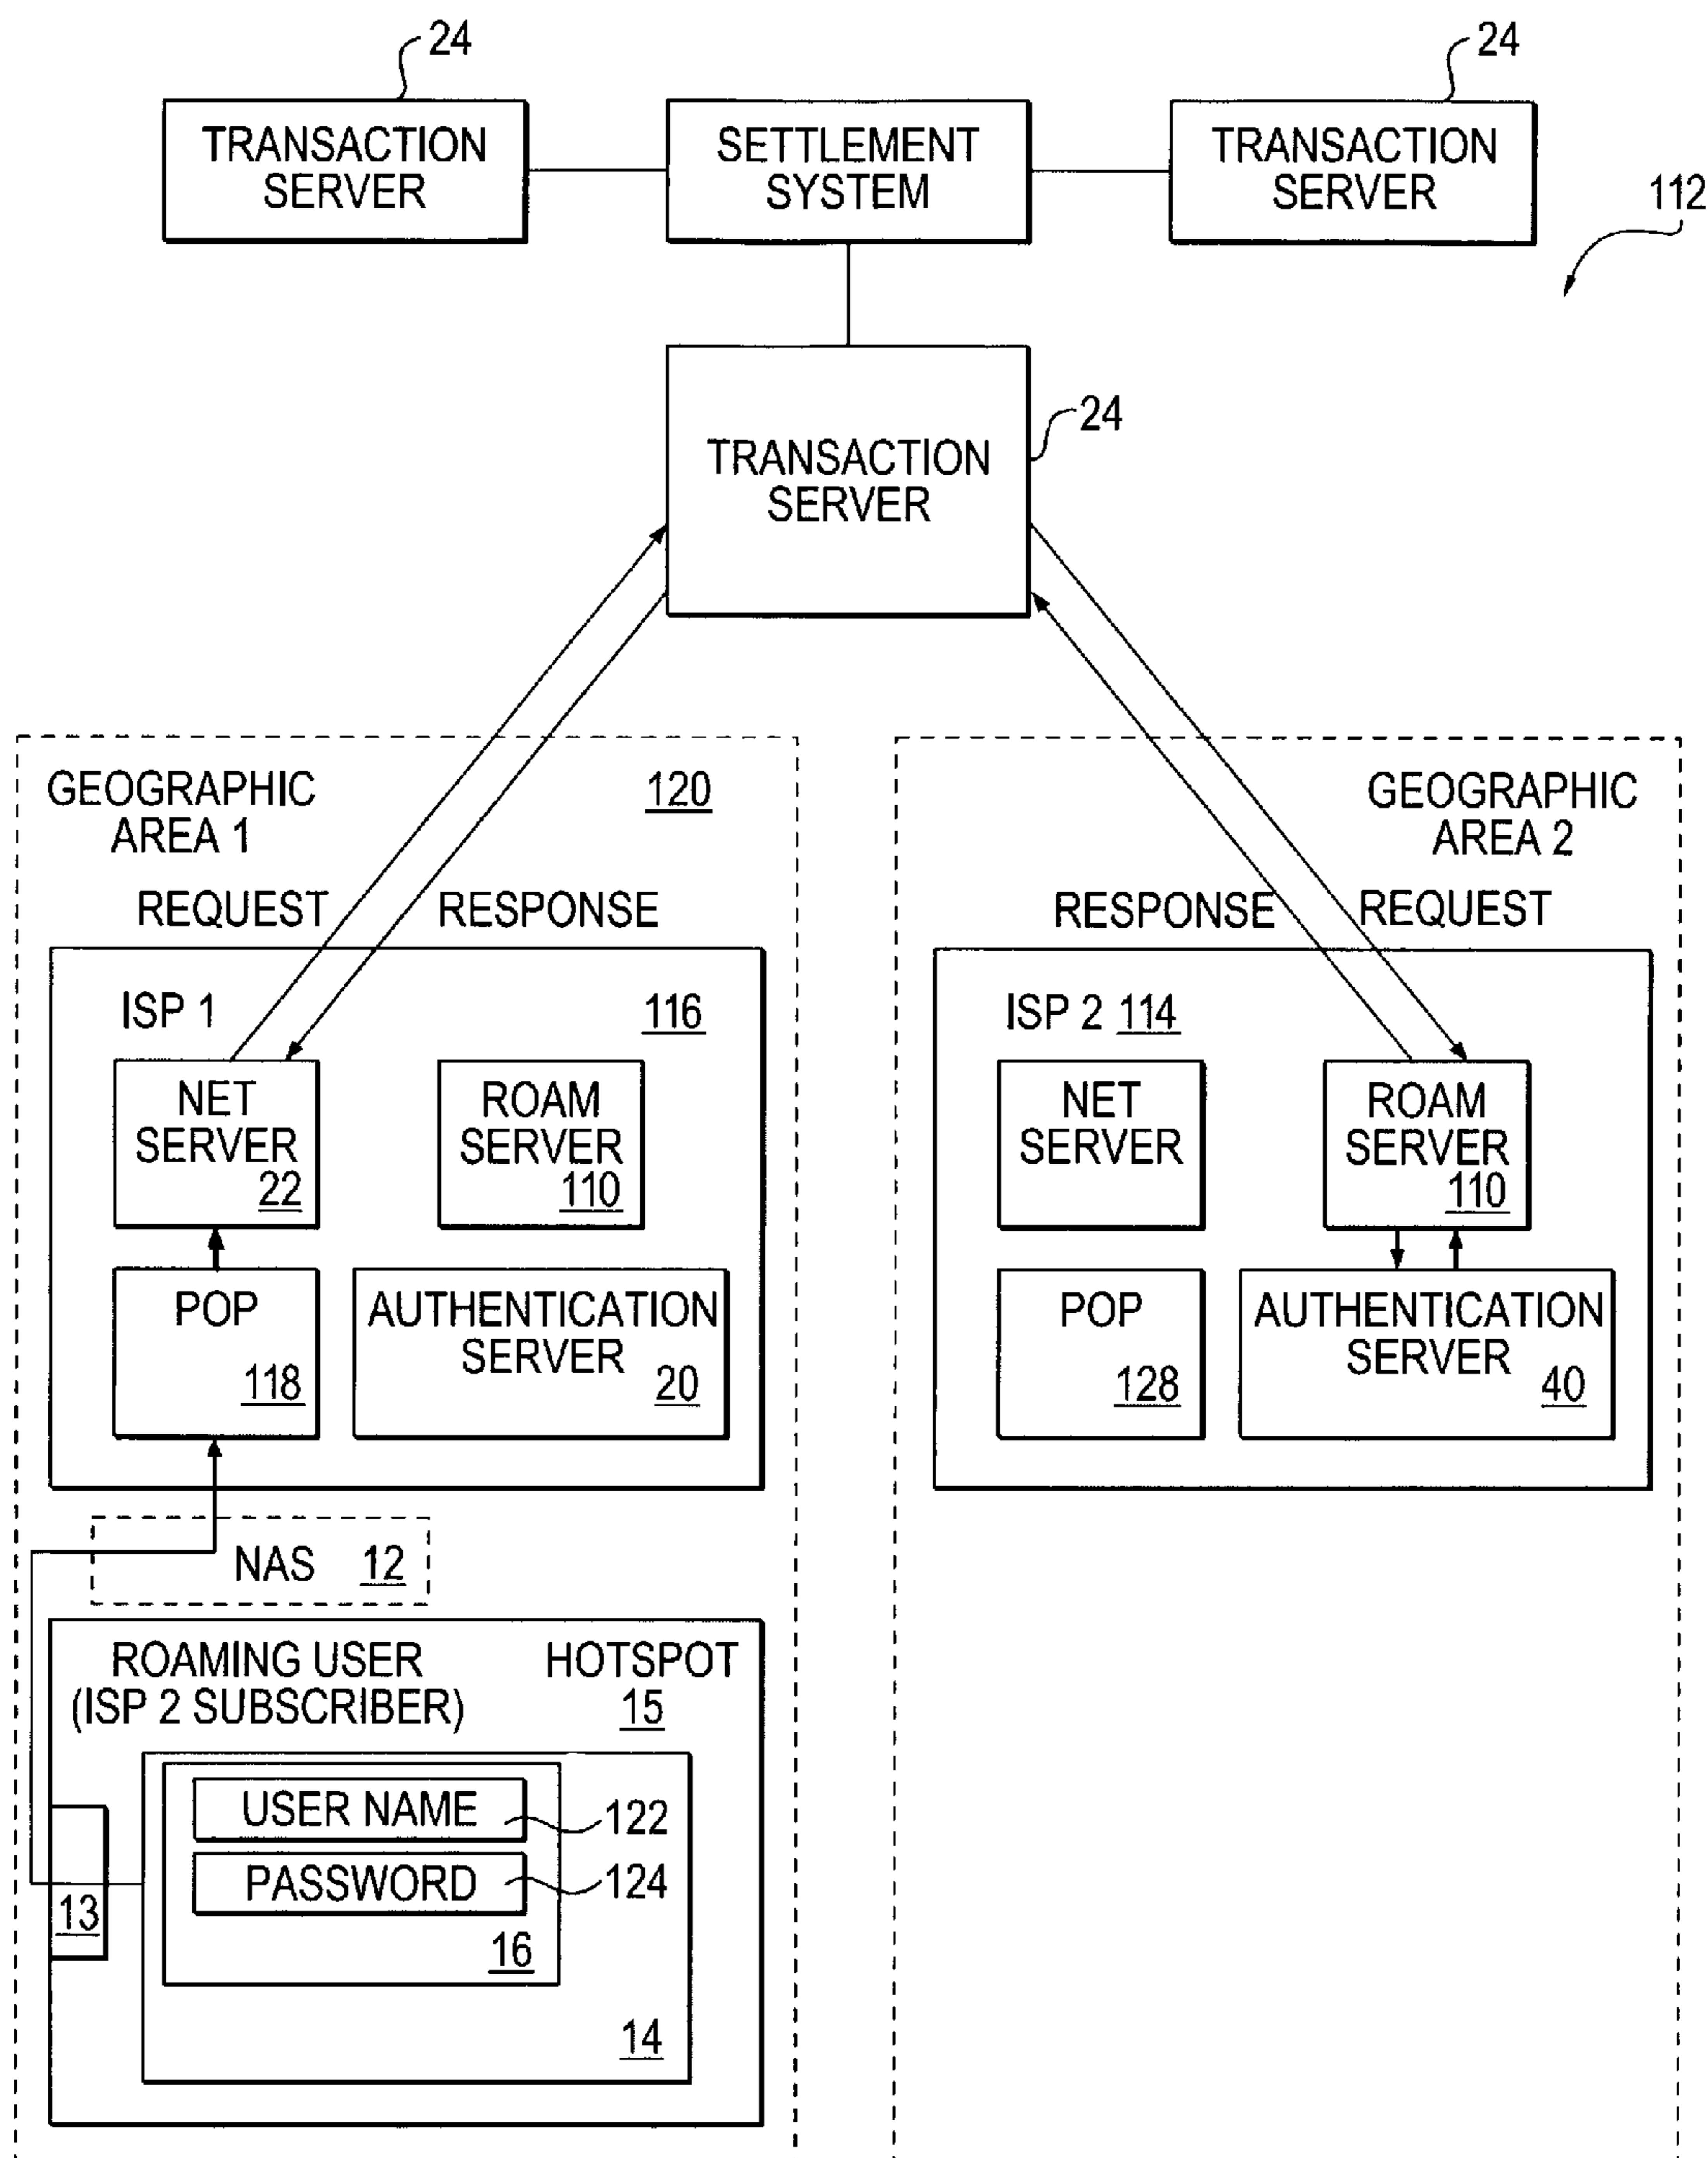 24
24
TRANSACTION
SERVER
SETTLEMENT
SYSTEM
TRANSACTION
SERVER
112
TRANSACTION
SERVER
24
GEOGRAPHIC
AREA 1
120
REQUEST
RESPONSE
ISP 1
116
NET
SERVER
22
ROAM
SERVER
110
POP
118
AUTHENTICATION
SERVER
20
NAS 12
ROAMING USER
(ISP 2 SUBSCRIBER)
HOTSPOT
15
USER NAME
122
PASSWORD
124
13
16
14
GEOGRAPHIC
AREA 2
RESPONSE
REQUEST
ISP 2 114
NET
SERVER
ROAM
SERVER
110
POP
128
AUTHENTICATION
SERVER
40